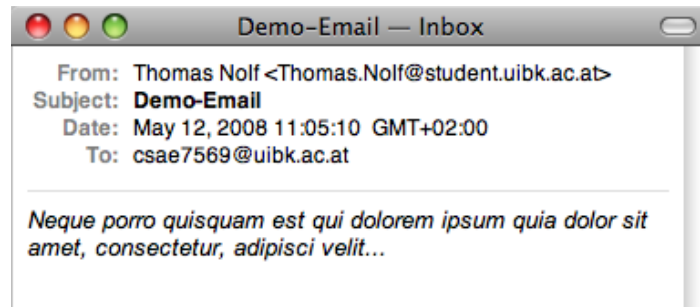 Demo-Email — Inbox
From: Thomas Nolf <Thomas.Nolf@student.uibk.ac.at>
Subject: Demo-Email
Date: May 12, 2008 11:05:10 GMT+02:00
To: csae7569@uibk.ac.at
Neque porro quisquam est qui dolorem ipsum quia dolor sit
amet, consectetur, adipisci velit...